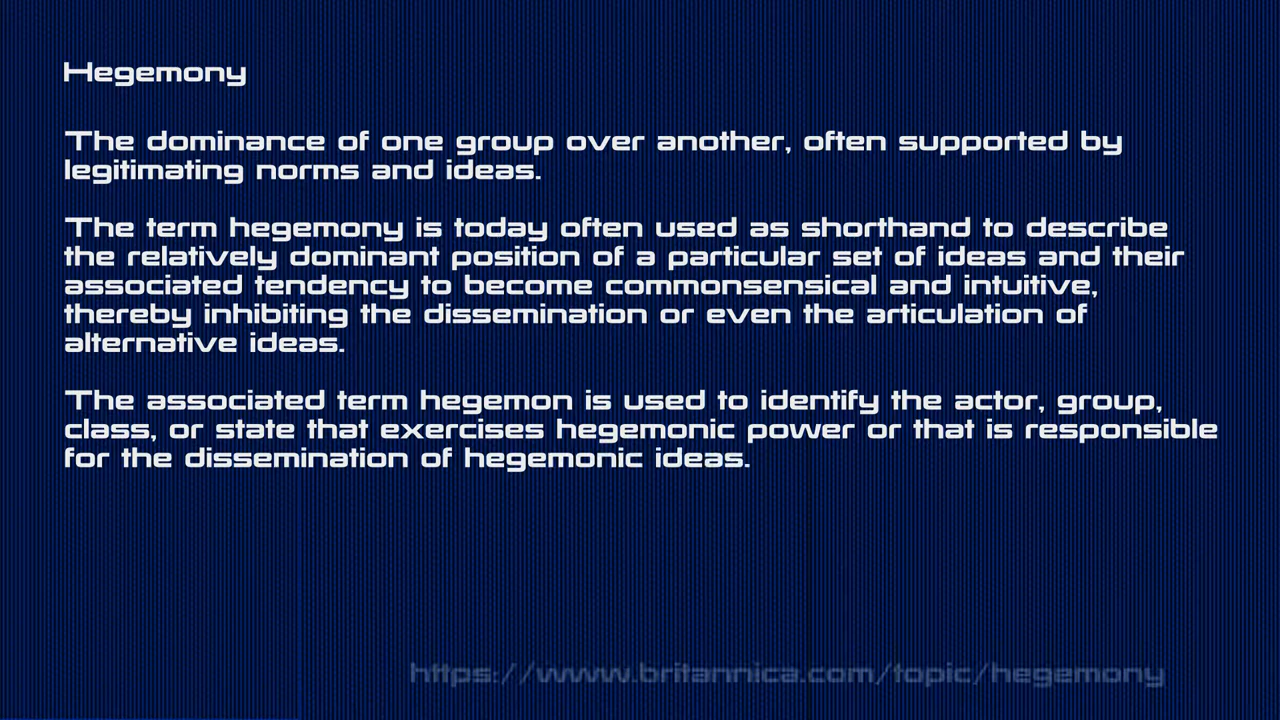 Hegemony
The dominance of one group over another, often supported by
legitimating norms and ideas.
The term hegemony is today often used as shorthand to describe
the relatively dominant position of a particular set of ideas and their
associated tendency to become commonsensical and intuitive,
thereby inhibiting the dissemination or even the articulation of
alternative ideas.
The associated term hegemon is used to identify the actor, group,
class, or state that exercises hegemonic power or that is responsible
for the dissemination of hegemonic ideas.
https://www.britannica.com/topic/hegemony